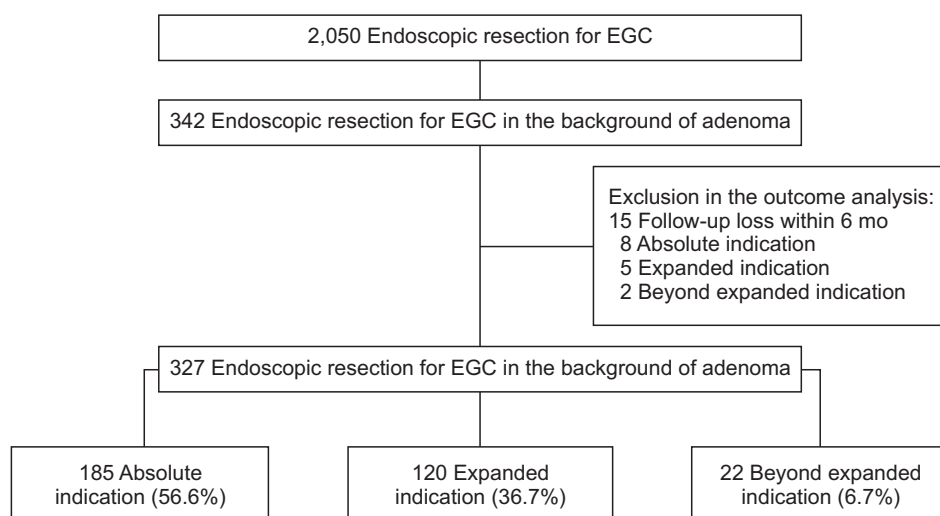 2,050 Endoscopic resection for EGC
342 Endoscopic resection for EGC in the background of adenoma
Exclusion in the outcome analysis:
15 Follow-up loss within 6 mo
8 Absolute indication
5 Expanded indication
2 Beyond expanded indication
327 Endoscopic resection for EGC in the background of adenoma
185 Absolute
indication (56.6%)
120 Expanded
indication (36.7%)
22 Beyond expanded
indication (6.7%)